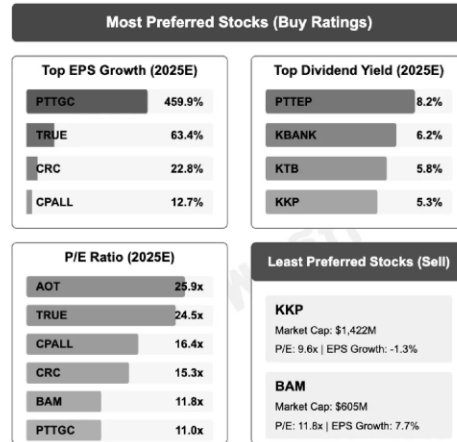 Most Preferred Stocks (Buy Ratings)
Top EPS Growth (2025E)
PTTGC 459.9%
TRUE 63.4%
CRC 22.8%
CPALL 12.7%
Top Dividend Yield (2025E)
PTTEP 8.2%
KBANK 6.2%
KTB 5.8%
KKP 5.3%
P/E Ratio (2025E)
AOT 25.9x
TRUE 24.5x
CPALL 16.4x
CRC 15.3x
BAM 11.8x
PTTGC 11.0x
Least Preferred Stocks (Sell)
KKP
Market Cap: $1,422M
P/E: 9.6x | EPS Growth: -1.3%
BAM
Market Cap: $605M
P/E: 11.8x | EPS Growth: 7.7%